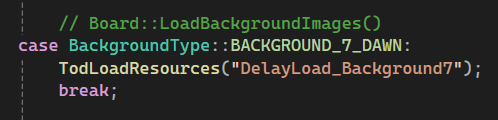 // Board::LoadBackgroundImages()
case BackgroundType::BACKGROUND_7_DAWN:
TodLoadResources("DelayLoad_Background7");
break;